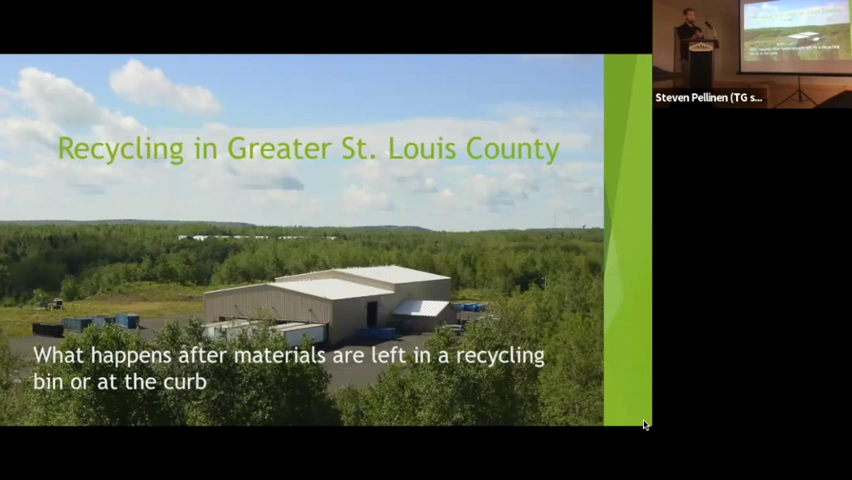 Recycling in Greater St. Louis County
What happens after materials are left in a recycling
bin or at the curb
Steven Pellinen (TG s...